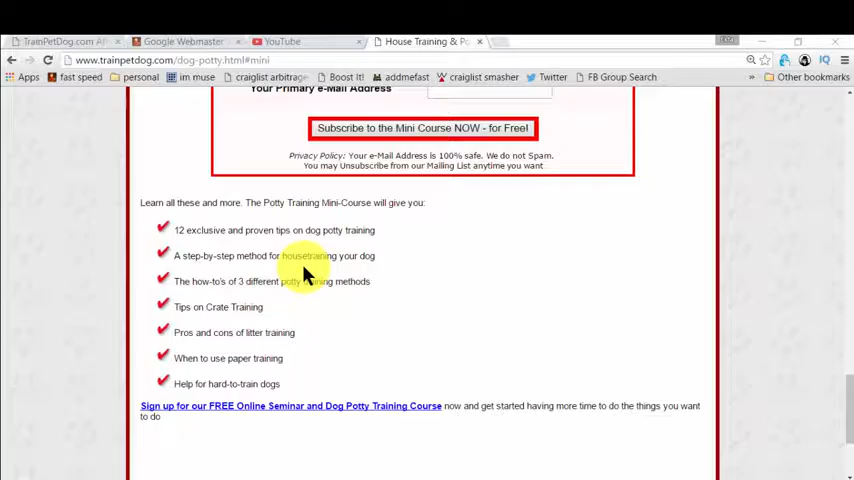 TrainPetDog.com Af
Google Webmaster
YouTube
House Training & Po
www.trainpetdog.com/dog-potty.html#mini
Apps
fast speed
personal
im muse
craiglist arbitrage
Boost It!
addmefast
craiglist smasher
Twitter
FB Group Search
»
Other bookmarks
Your Primary e-Mail Address
Subscribe to the Mini Course NOW - for Free!
Privacy Policy: Your e-Mail Address is 100% safe. We do not Spam.
You may Unsubscribe from our Mailing List anytime you want
Learn all these and more. The Potty Training Mini-Course will give you:
12 exclusive and proven tips on dog potty training
A step-by-step method for housetraining your dog
The how-to's of 3 different potty training methods
Tips on Crate Training
Pros and cons of litter training
When to use paper training
Help for hard-to-train dogs
Sign up for our FREE Online Seminar and Dog Potty Training Course now and get started having more time to do the things you want
to do